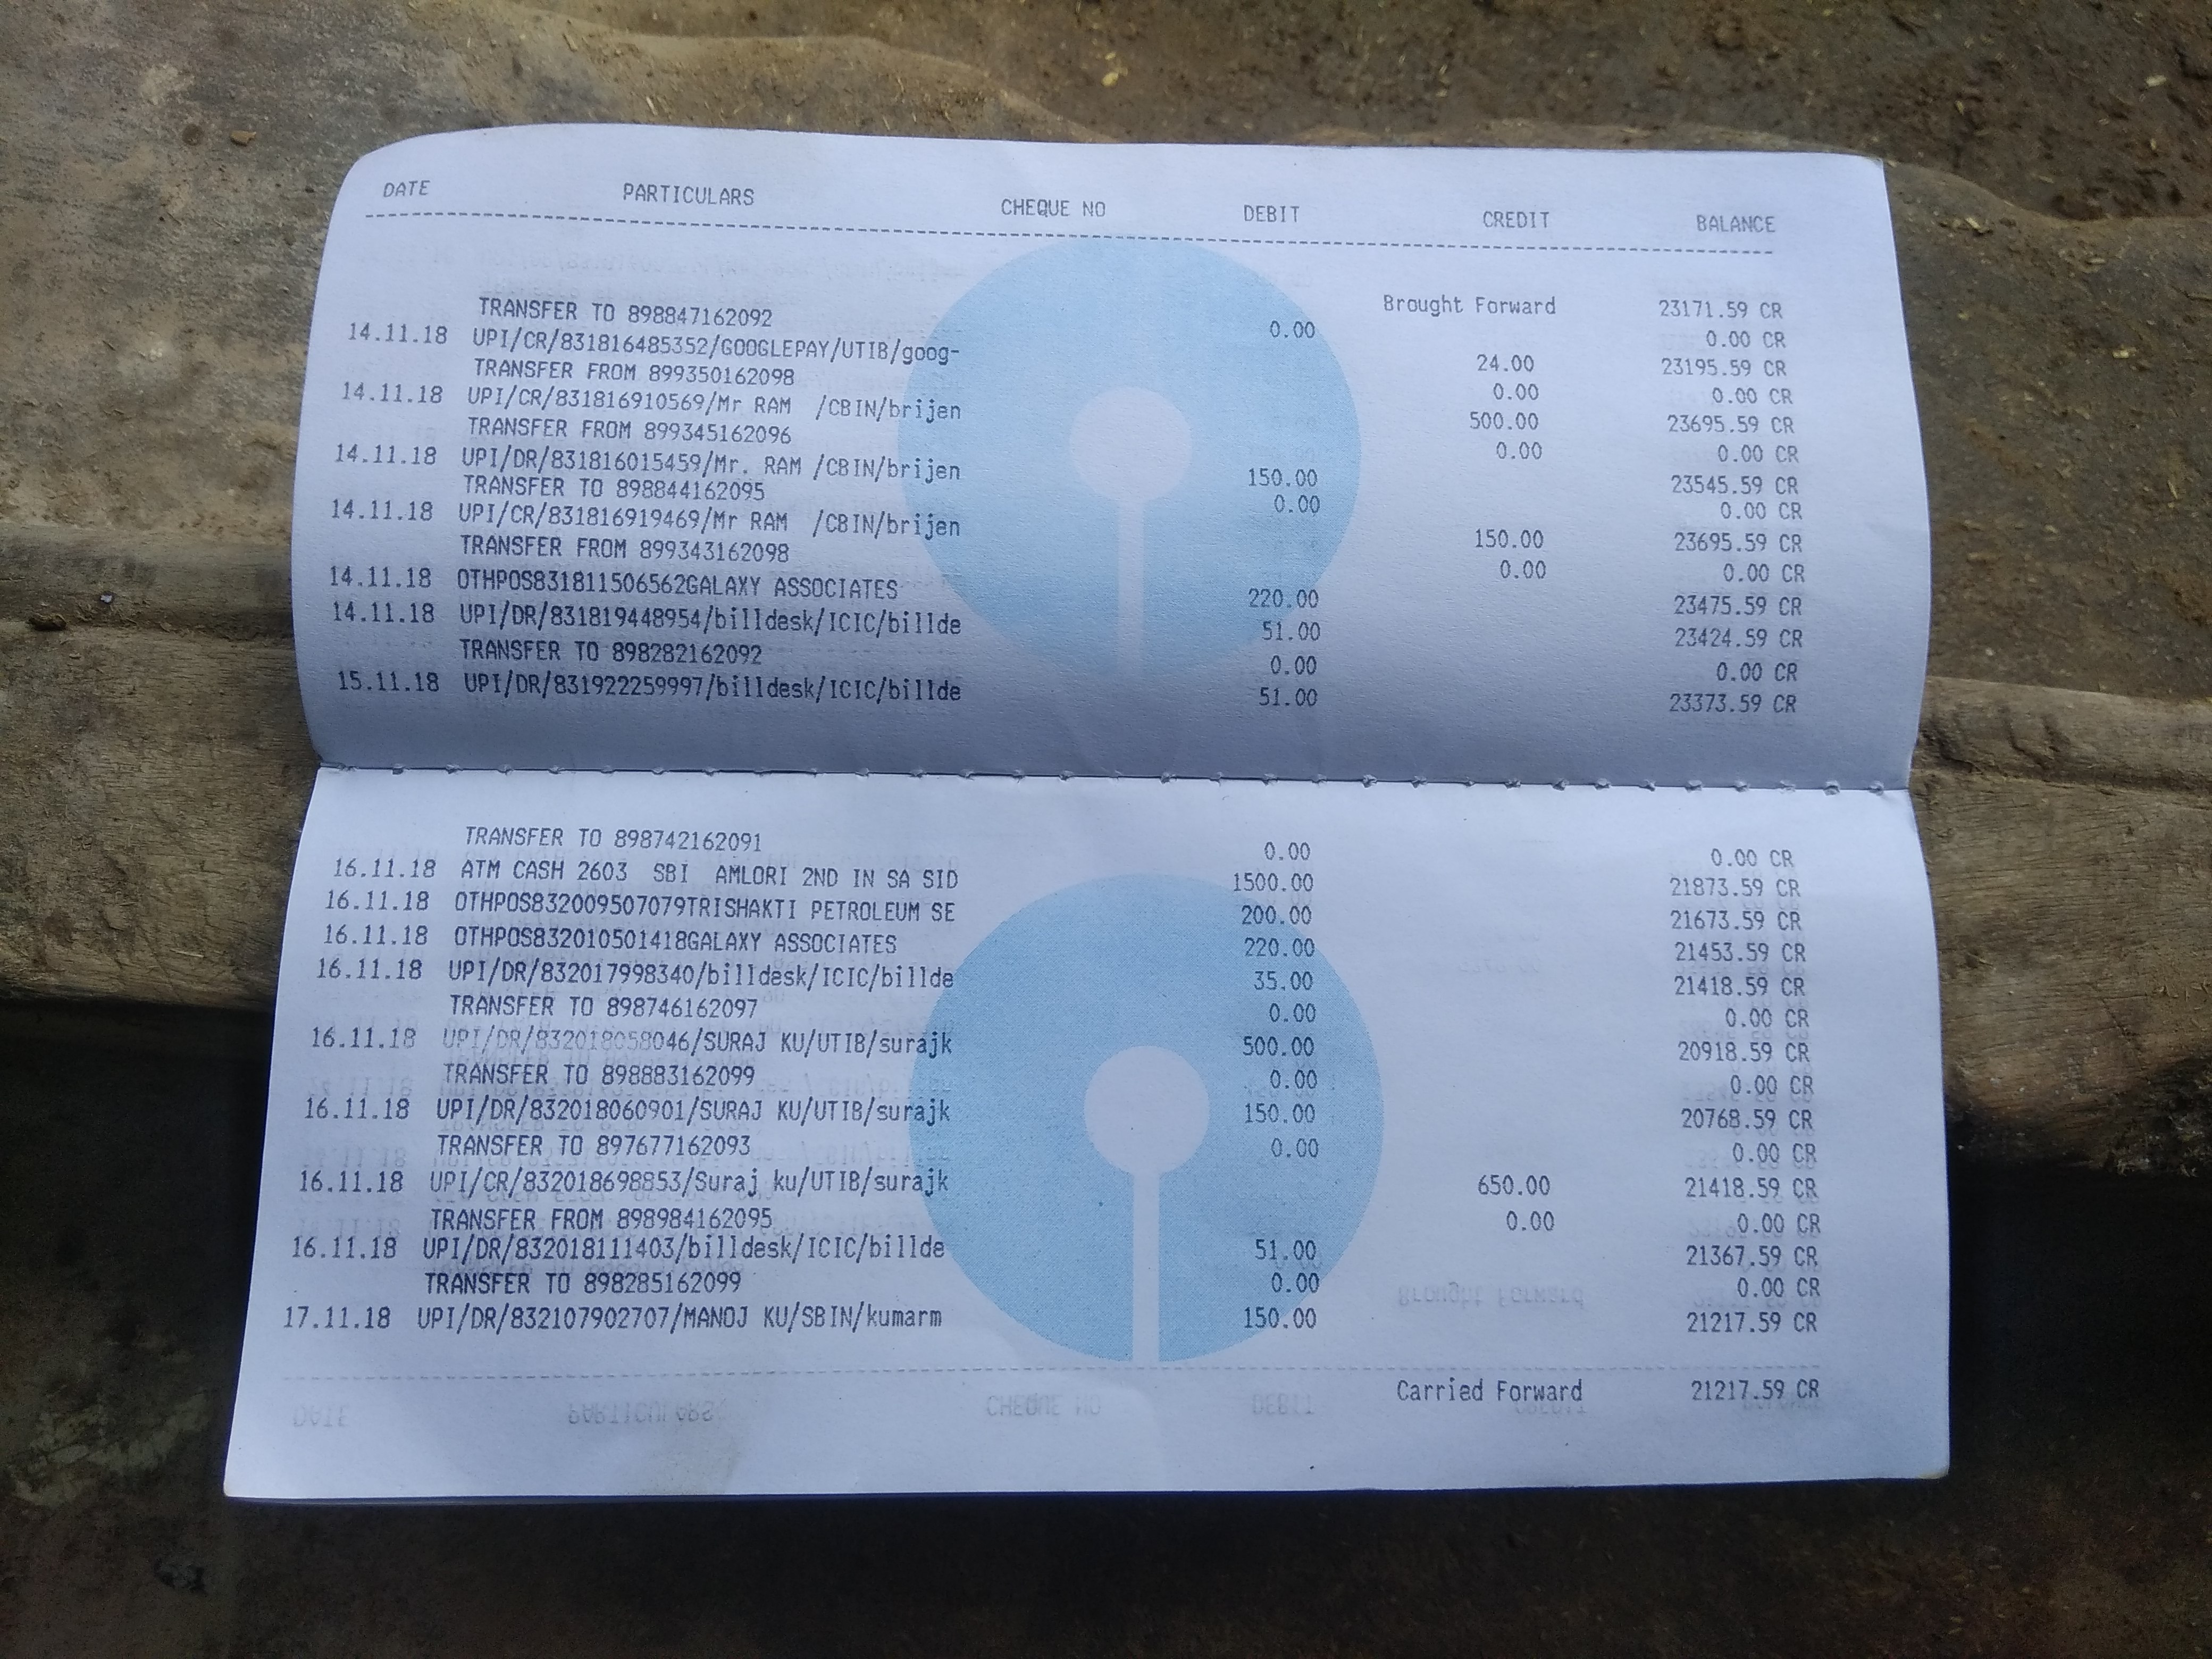 DATE PARTICULARS CHEQUE NO DEBIT CREDIT BALANCE
Brought Forward 23171.59 CR
TRANSFER TO 898847162092 0.00 0.00 CR
14.11.18 UPI/CR/831816485352/GOOGLEPAY/UTIB/goog- 24.00 23195.59 CR
TRANSFER FROM 899350162098 0.00 0.00 CR
14.11.18 UPI/CR/831816910569/Mr RAM /CBIN/brijen 500.00 23695.59 CR
TRANSFER FROM 899345162096 0.00 0.00 CR
14.11.18 UPI/DR/831816015459/Mr. RAM /CBIN/brijen 150.00 23545.59 CR
TRANSFER TO 898844162095 0.00 0.00 CR
14.11.18 UPI/CR/831816919469/Mr RAM /CBIN/brijen 150.00 23695.59 CR
TRANSFER FROM 899343162098 0.00 0.00 CR
14.11.18 OTHPOS831811506562GALAXY ASSOCIATES 220.00 23475.59 CR
14.11.18 UPI/DR/831819448954/billdesk/ICIC/billde 51.00 23424.59 CR
TRANSFER TO 898282162092 0.00 0.00 CR
15.11.18 UPI/DR/831922259997/billdesk/ICIC/billde 51.00 23373.59 CR
TRANSFER TO 898742162091 0.00 0.00 CR
16.11.18 ATM CASH 2603 SBI AMLORI 2ND IN SA SID 1500.00 21873.59 CR
16.11.18 OTHPOS832009507079TRISHAKTI PETROLEUM SE 200.00 21673.59 CR
16.11.18 OTHPOS832010501418GALAXY ASSOCIATES 220.00 21453.59 CR
16.11.18 UPI/DR/832017998340/billdesk/ICIC/billde 35.00 21418.59 CR
TRANSFER TO 898746162097 0.00 0.00 CR
16.11.18 UPI/DR/832018058046/SURAJ KU/UTIB/surajk 500.00 20918.59 CR
TRANSFER TO 898883162099 0.00 0.00 CR
16.11.18 UPI/DR/832018060901/SURAJ KU/UTIB/surajk 150.00 20768.59 CR
TRANSFER TO 897677162093 0.00 0.00 CR
16.11.18 UPI/CR/832018698853/Suraj ku/UTIB/surajk 650.00 21418.59 CR
TRANSFER FROM 898984162095 0.00 0.00 CR
16.11.18 UPI/DR/832018111403/billdesk/ICIC/billde 51.00 21367.59 CR
TRANSFER TO 898285162099 0.00 0.00 CR
17.11.18 UPI/DR/832107902707/MANOJ KU/SBIN/kumarm 150.00 21217.59 CR
Carried Forward 21217.59 CR